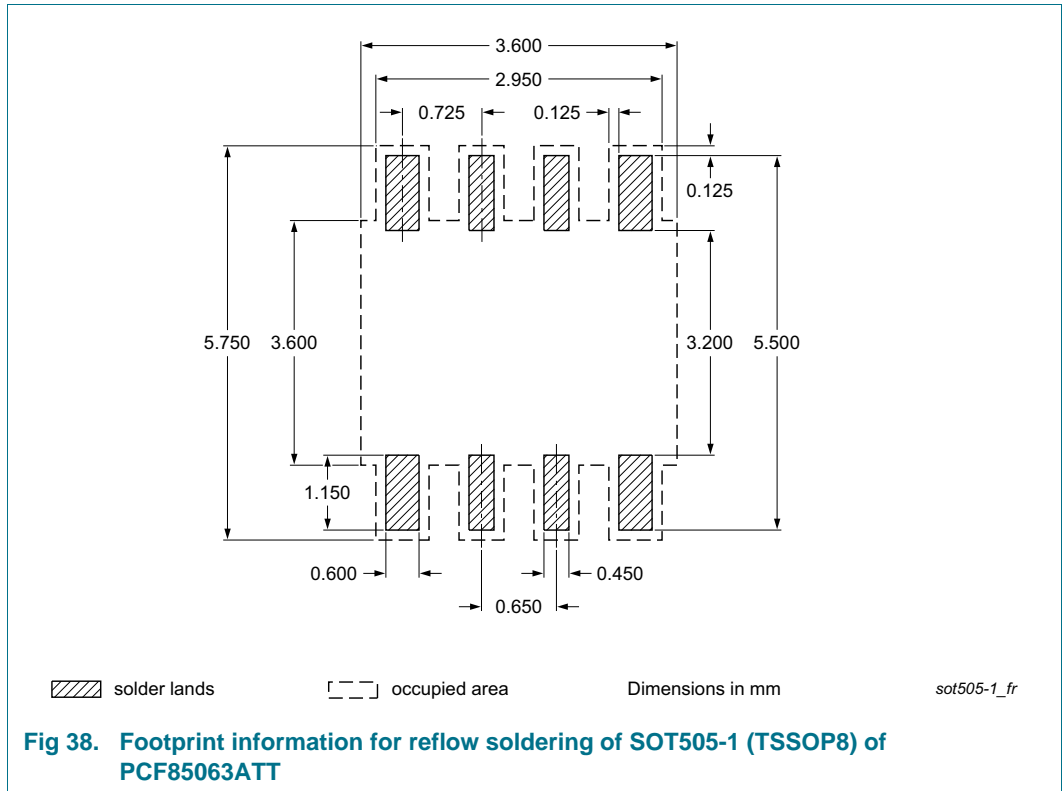 3.600
2.950
0.725
0.125
0.125
5.750
3.600
3.200
5.500
1.150
0.600
0.450
0.650
solder lands
occupied area
Dimensions in mm
sot505-1_fr
Fig 38. Footprint information for reflow soldering of SOT505-1 (TSSOP8) of
PCF85063ATT